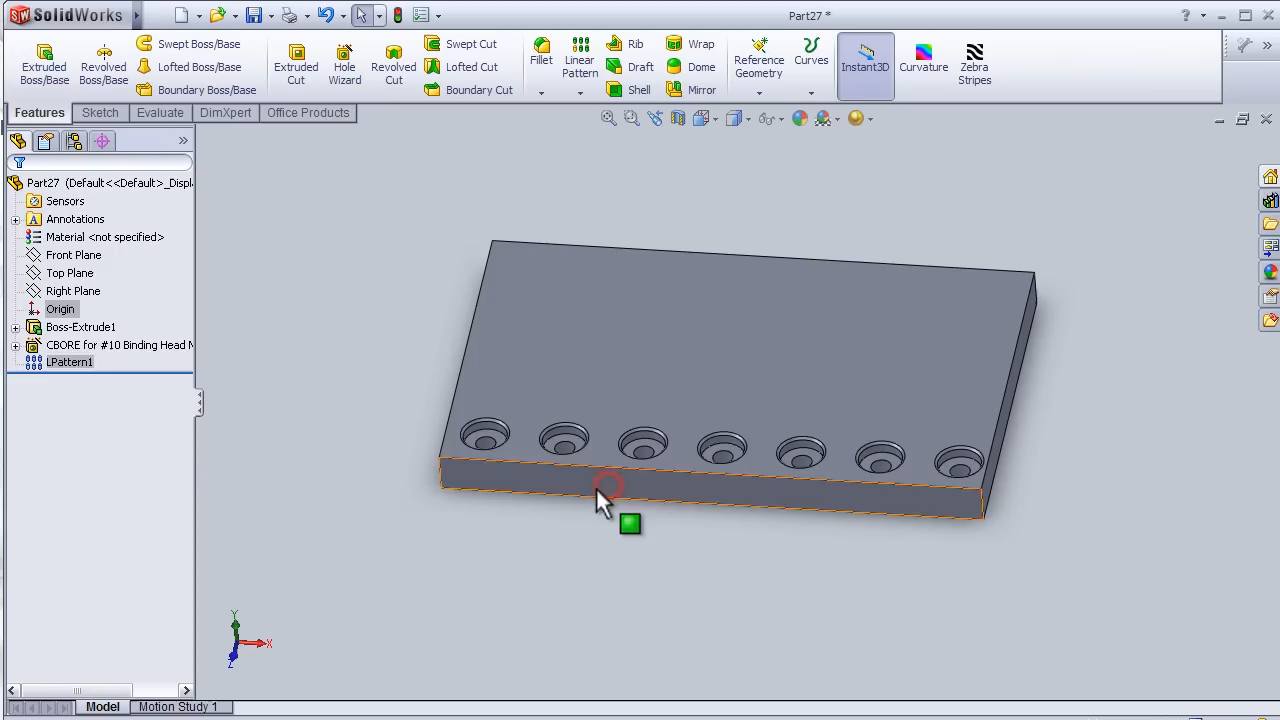 SolidWorks
Part27 *
Extruded Boss/Base
Revolved Boss/Base
Swept Boss/Base
Lofted Boss/Base
Boundary Boss/Base
Extruded Cut
Hole Wizard
Revolved Cut
Swept Cut
Lofted Cut
Boundary Cut
Fillet
Linear Pattern
Rib
Draft
Shell
Wrap
Dome
Mirror
Reference Geometry
Curves
Instant3D
Curvature
Zebra Stripes
Features
Sketch
Evaluate
DimXpert
Office Products
Part27 (Default<<Default>_Displ
Sensors
Annotations
Material <not specified>
Front Plane
Top Plane
Right Plane
Origin
Boss-Extrude1
CBORE for #10 Binding Head M
LPattern1
Y
X
Z
Model
Motion Study 1